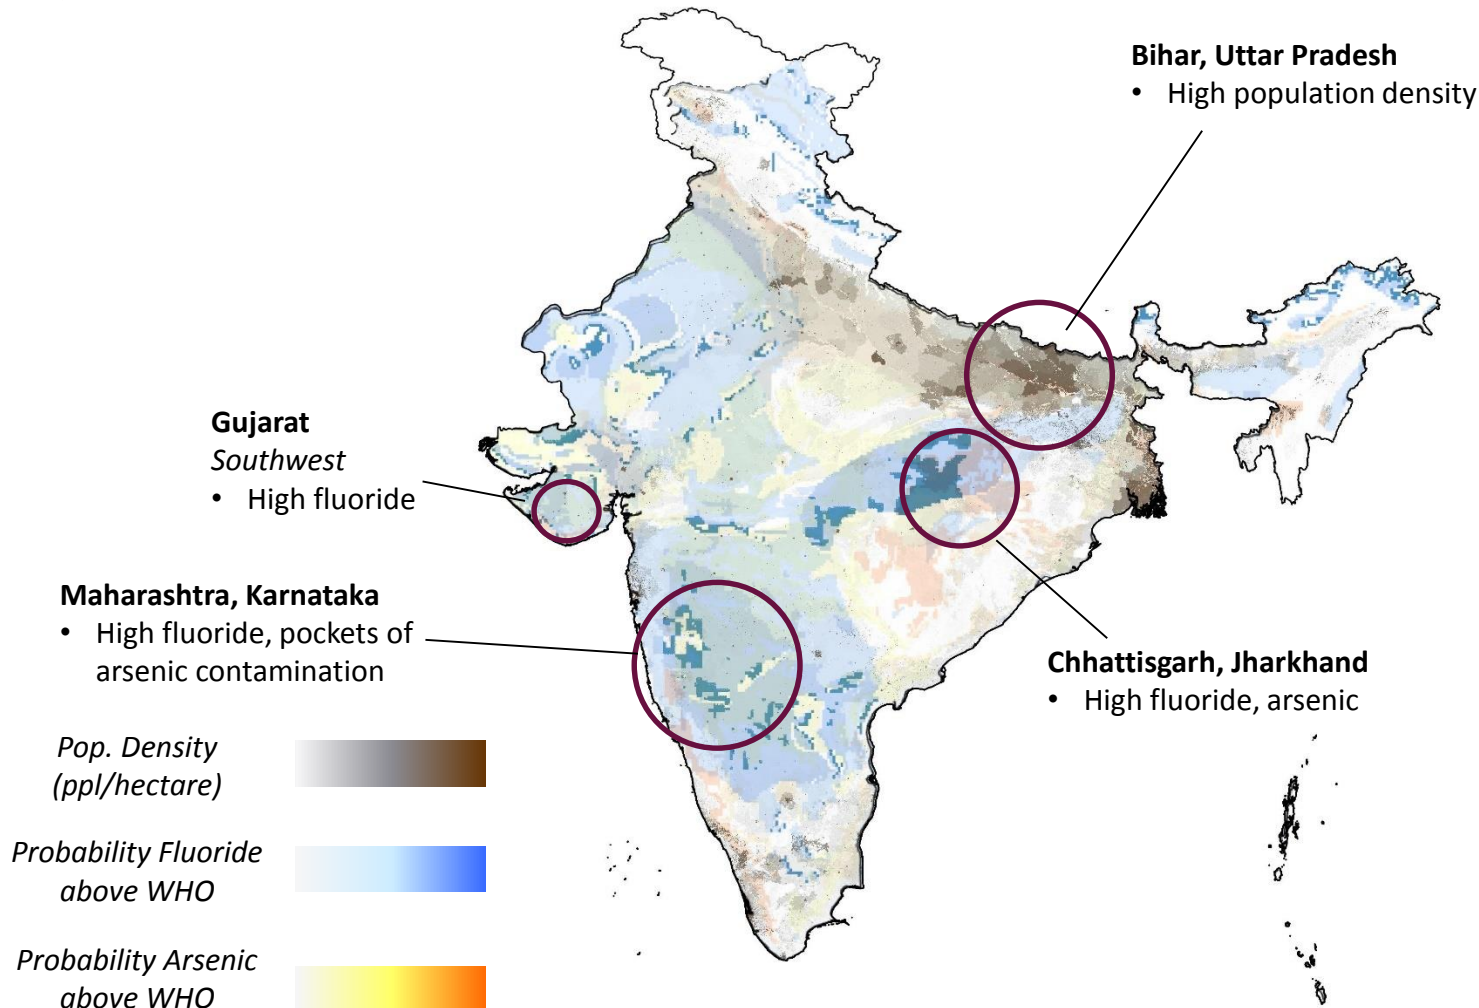 Bihar, Uttar Pradesh
• High population density
Gujarat
Southwest
• High fluoride
Maharashtra, Karnataka
• High fluoride, pockets of
arsenic contamination
Chhattisgarh, Jharkhand
• High fluoride, arsenic
Pop. Density
(ppl/hectare)
Probability Fluoride
above WHO
Probability Arsenic
above WHO